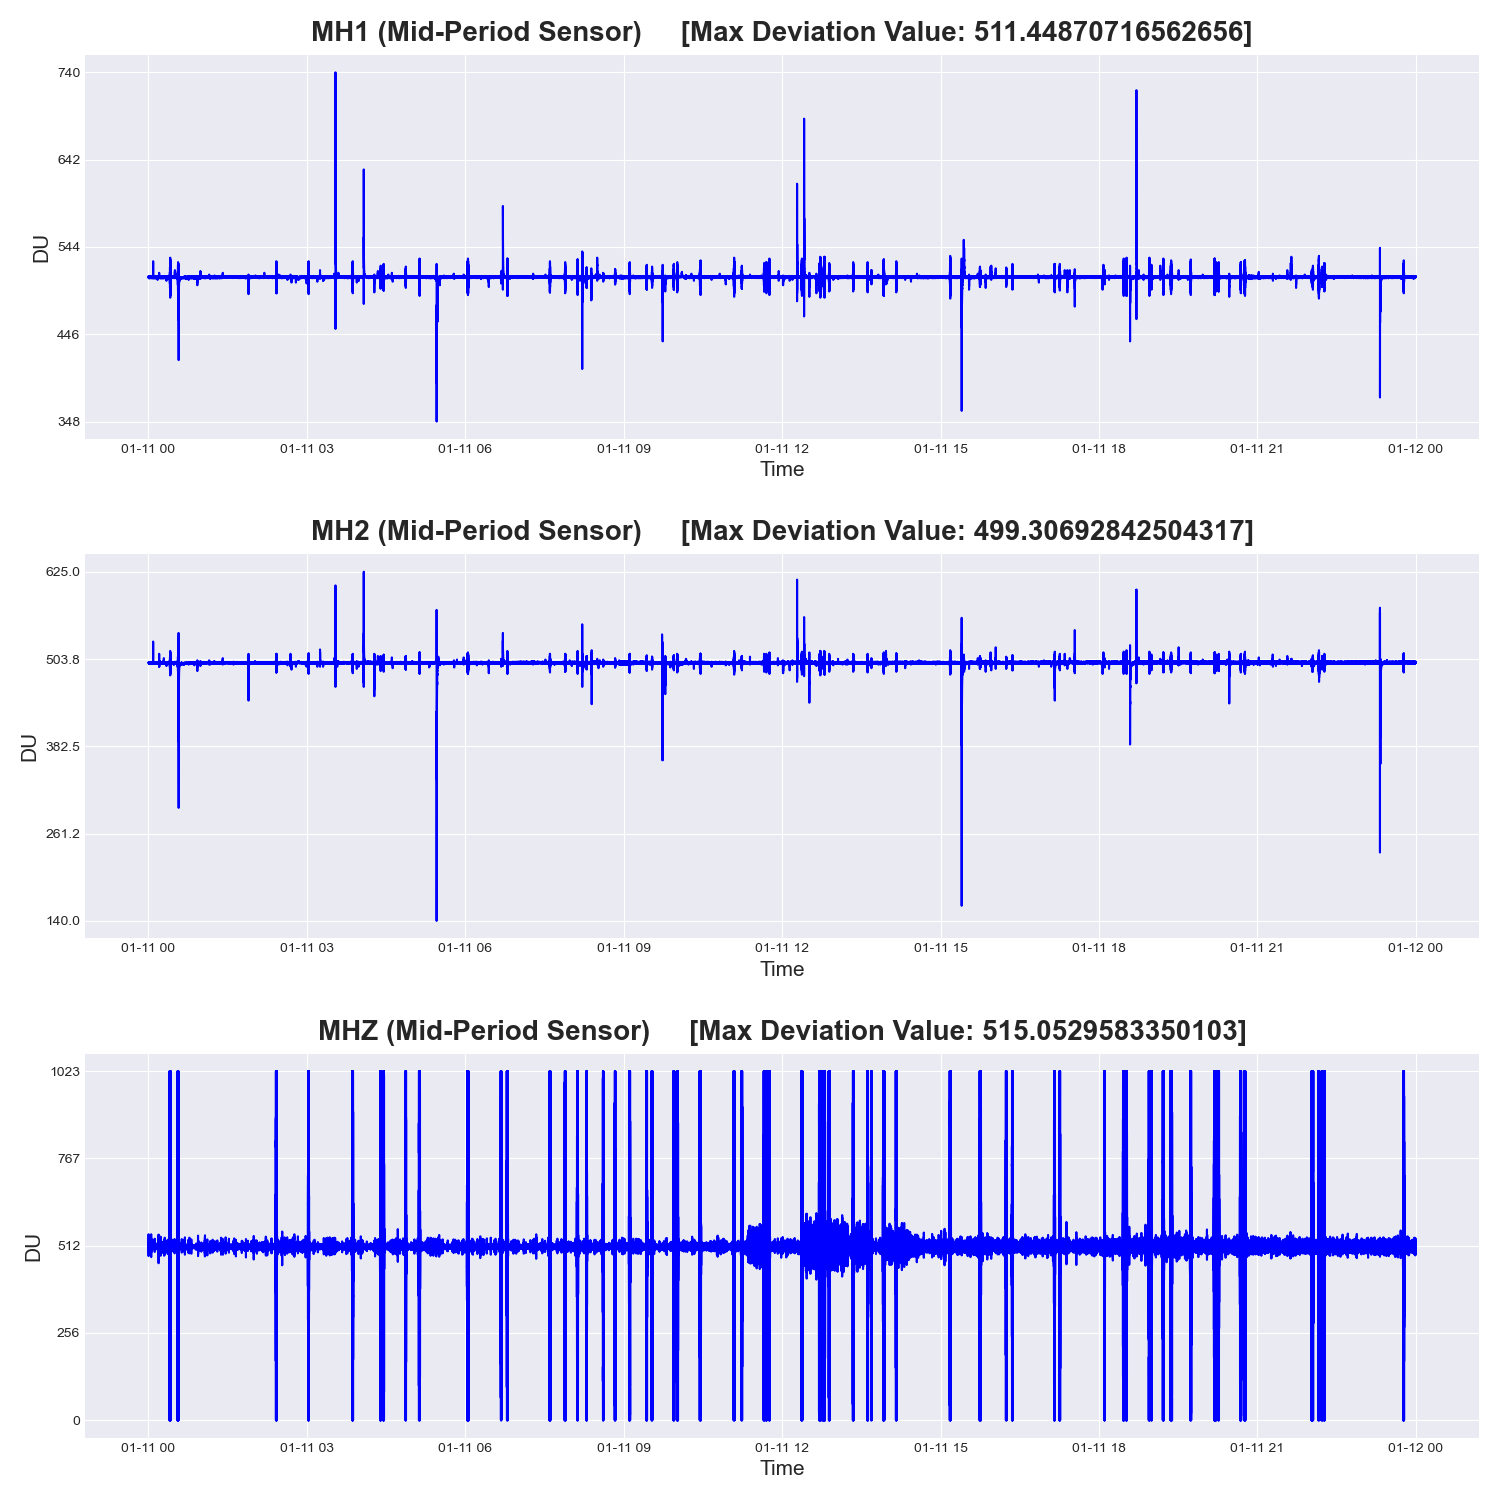 MH1 (Mid-Period Sensor) [Max Deviation Value: 511.44870716562656]
740
642
544
446
348
DU
01-11 00 01-11 03 01-11 06 01-11 09 01-11 12 01-11 15 01-11 18 01-11 21 01-12 00
Time
MH2 (Mid-Period Sensor) [Max Deviation Value: 499.30692842504317]
625.0
503.8
382.5
261.2
140.0
DU
01-11 00 01-11 03 01-11 06 01-11 09 01-11 12 01-11 15 01-11 18 01-11 21 01-12 00
Time
MHZ (Mid-Period Sensor) [Max Deviation Value: 515.0529583350103]
1023
767
512
256
0
DU
01-11 00 01-11 03 01-11 06 01-11 09 01-11 12 01-11 15 01-11 18 01-11 21 01-12 00
Time